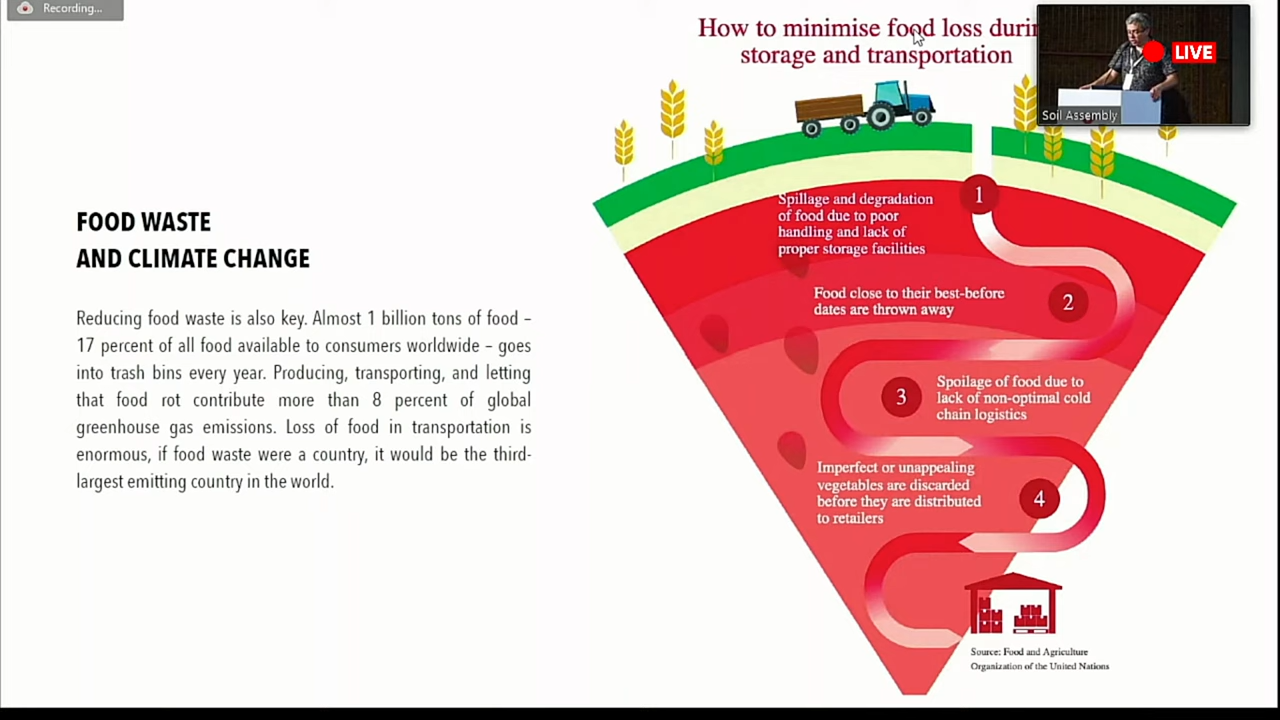 Recording...
How to minimise food loss durin
storage and transportation
LIVE
Soil Assembly
FOOD WASTE
AND CLIMATE CHANGE
Reducing food waste is also key. Almost 1 billion tons of food –
17 percent of all food available to consumers worldwide – goes
into trash bins every year. Producing, transporting, and letting
that food rot contribute more than 8 percent of global
greenhouse gas emissions. Loss of food in transportation is
enormous, if food waste were a country, it would be the third-
largest emitting country in the world.
1
Spillage and degradation
of food due to poor
handling and lack of
proper storage facilities
2
Food close to their best-before
dates are thrown away
3
Spoilage of food due to
lack of non-optimal cold
chain logistics
4
Imperfect or unappealing
vegetables are discarded
before they are distributed
to retailers
Source: Food and Agriculture
Organization of the United Nations